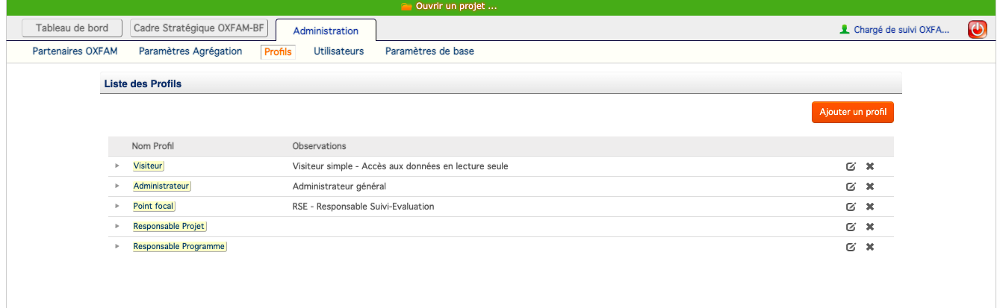 Ouvrir un projet ...
Tableau de bord Cadre Stratégique OXFAM-BF Administration Chargé de suivi OXFA...
Partenaires OXFAM Paramètres Agrégation Profils Utilisateurs Paramètres de base
Liste des Profils
Ajouter un profil
Nom Profil Observations
Visiteur Visiteur simple - Accès aux données en lecture seule
Administrateur Administrateur général
Point focal RSE - Responsable Suivi-Evaluation
Responsable Projet
Responsable Programme